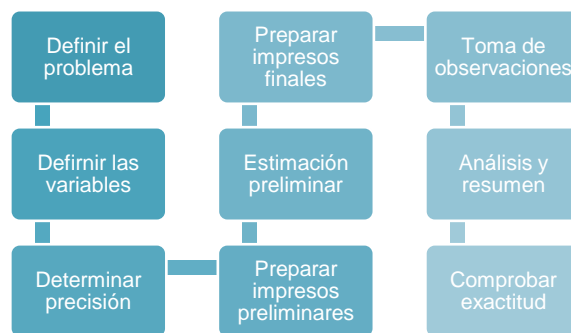 Definir el
problema
Defirnir las
variables
Determinar
precisión
Preparar
impresos
preliminares
Estimación
preliminar
Preparar
impresos
finales
Toma de
observaciones
Análisis y
resumen
Comprobar
exactitud